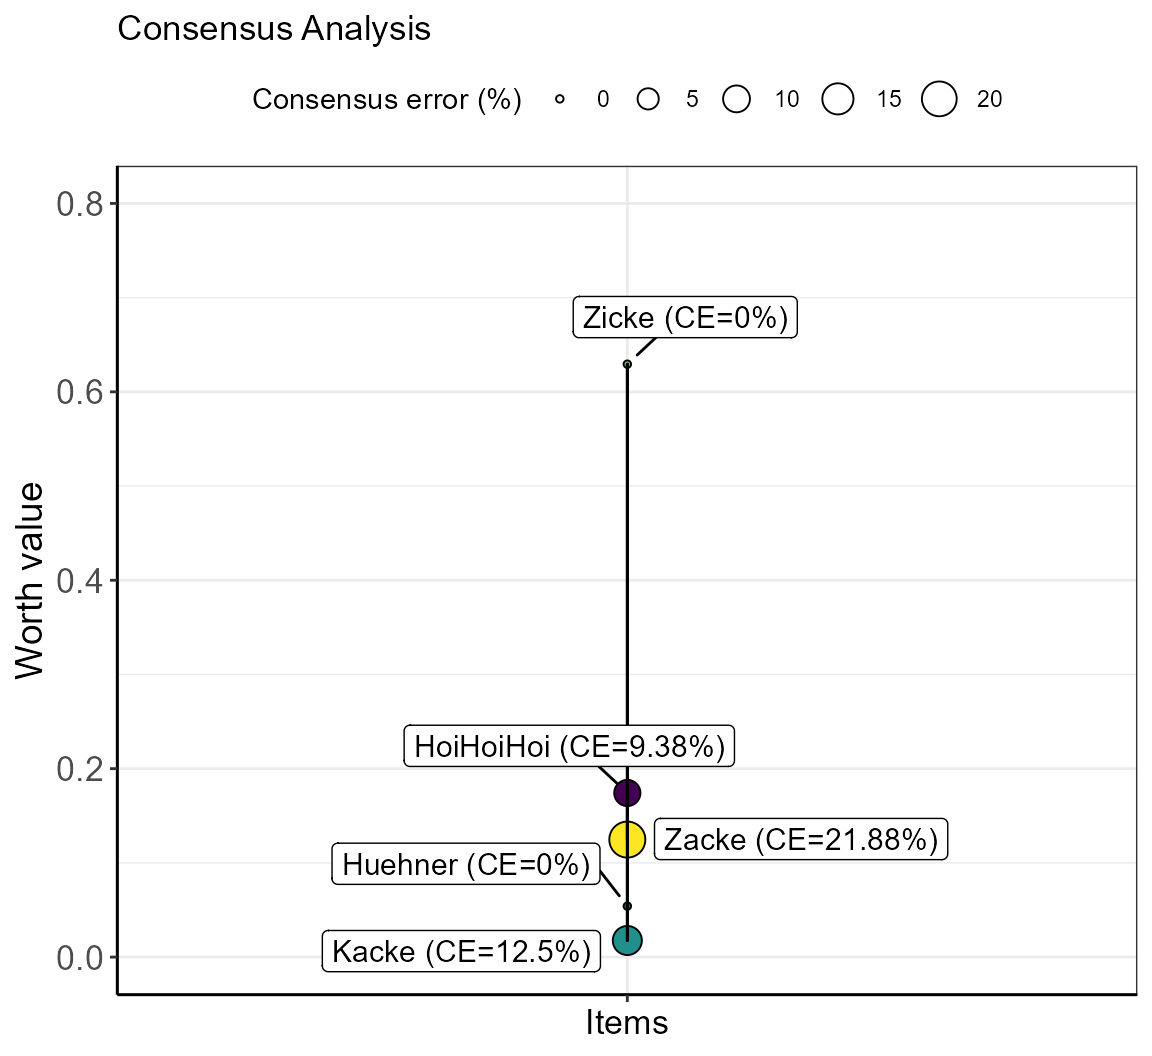 Consensus Analysis
Consensus error (%) 0 5 10 15 20
0.8
Zicke (CE=0%)
0.6
Worth value
0.4
HoiHoiHoi (CE=9.38%)
0.2
Zacke (CE=21.88%)
Huehner (CE=0%)
Kacke (CE=12.5%)
0.0
Items